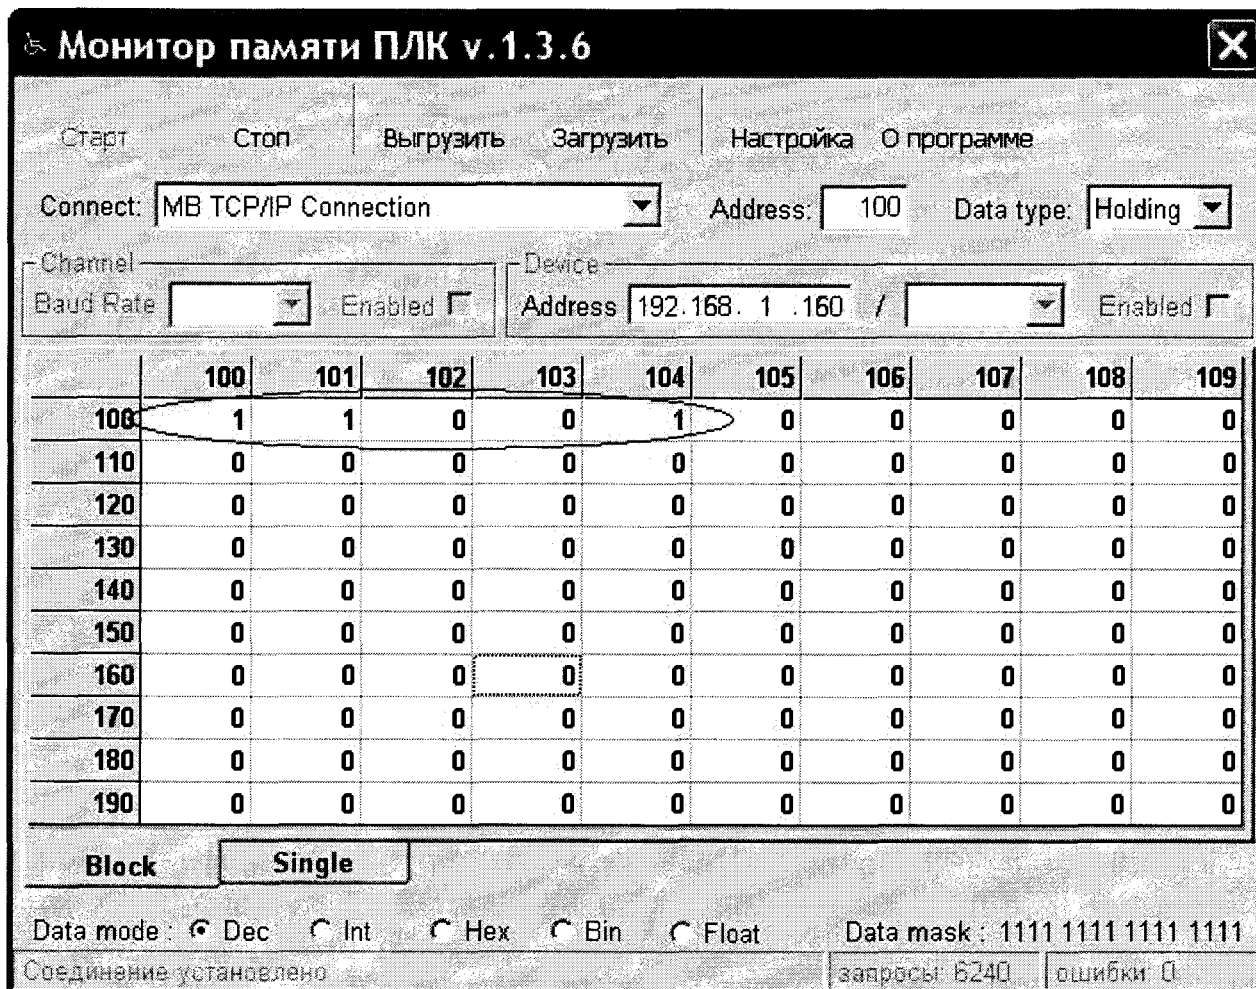 Монитор памяти ПЛК v.1.3.6
Старт Стоп Выгрузить Загрузить Настройка О программе
Connect: MB TCP/IP Connection Address: 100 Data type: Holding
Channel Device
Baud Rate Enabled Address 192.168. 1 .160 / Enabled
100 101 102 103 104 105 106 107 108 109
100 1 1 0 0 1 0 0 0 0 0
110 0 0 0 0 0 0 0 0 0 0
120 0 0 0 0 0 0 0 0 0 0
130 0 0 0 0 0 0 0 0 0 0
140 0 0 0 0 0 0 0 0 0 0
150 0 0 0 0 0 0 0 0 0 0
160 0 0 0 0 0 0 0 0 0 0
170 0 0 0 0 0 0 0 0 0 0
180 0 0 0 0 0 0 0 0 0 0
190 0 0 0 0 0 0 0 0 0 0
Block Single
Data mode : Dec Int Hex Bin Float Data mask : 1111 1111 1111 1111
Соединение установлено запросы: 6240 ошибки: 0